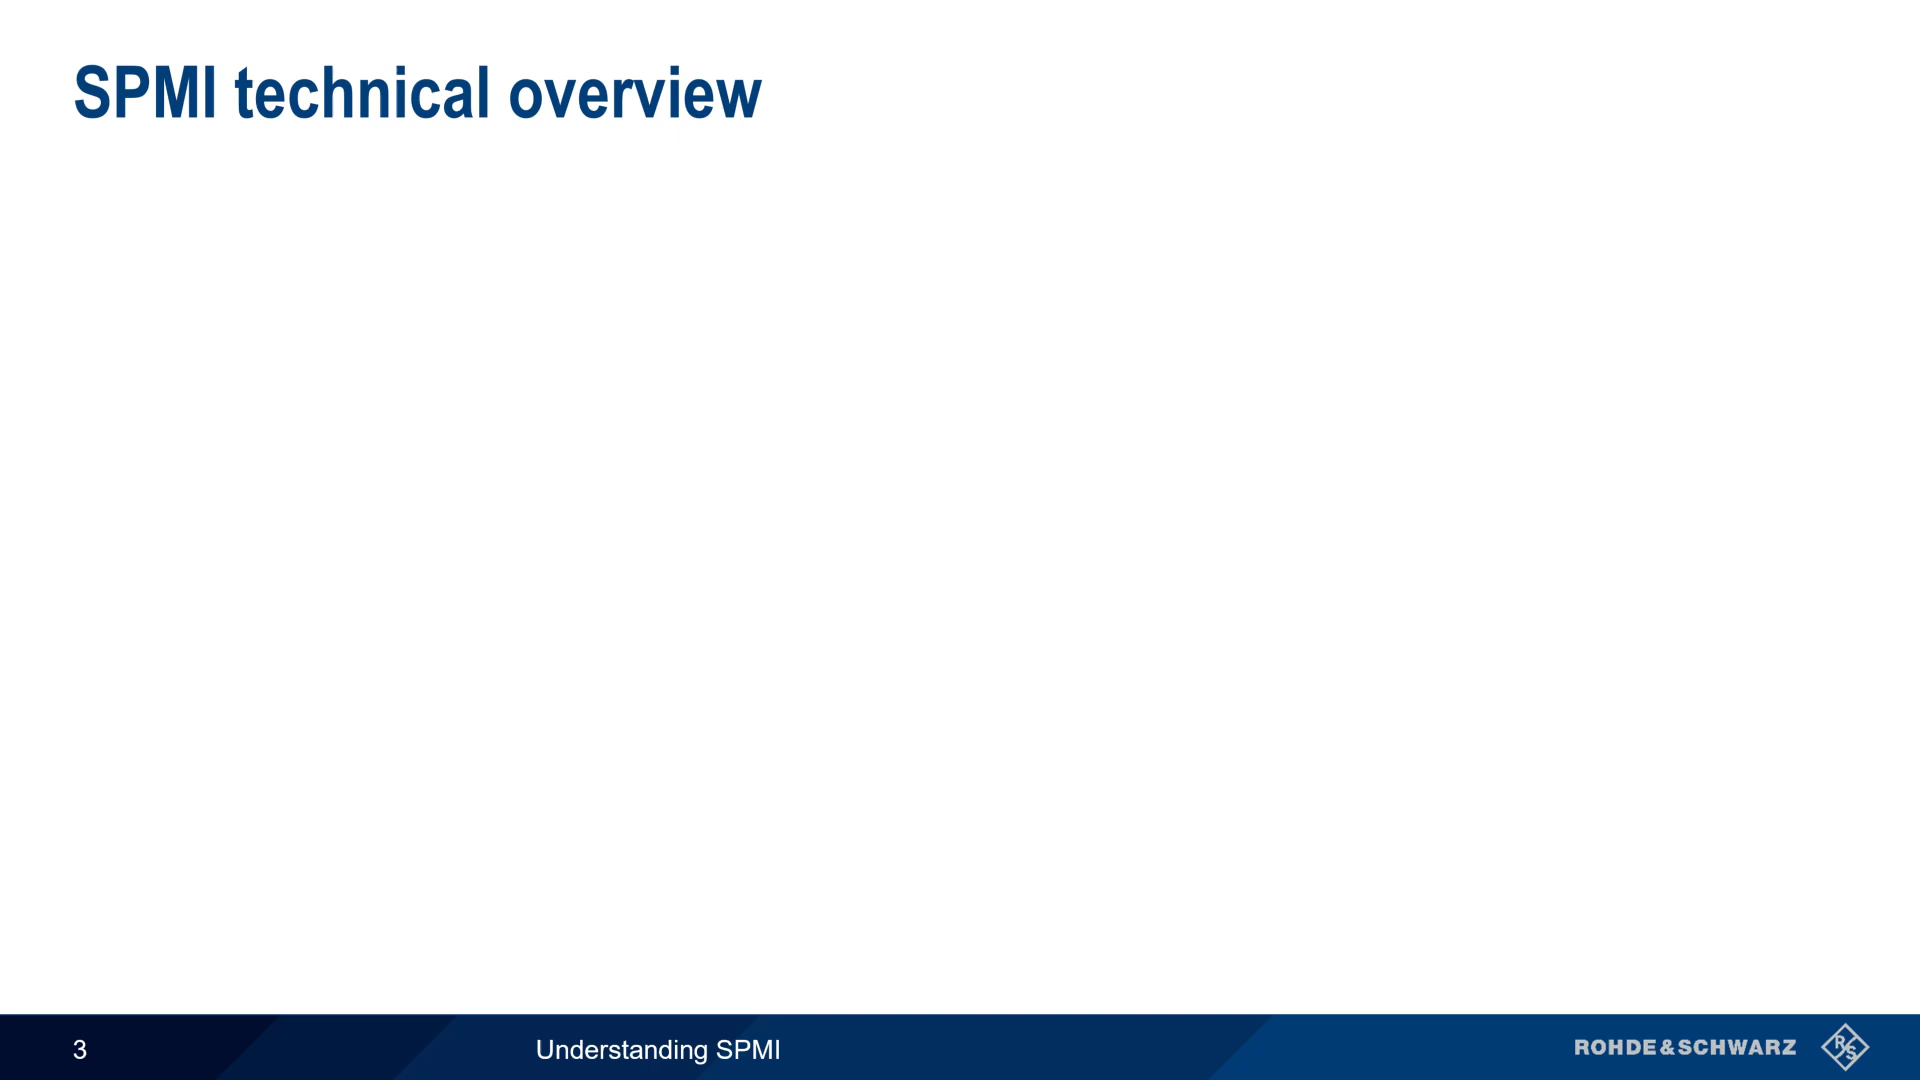 SPMI technical overview
3
Understanding SPMI
ROHDE&SCHWARZ
R
S